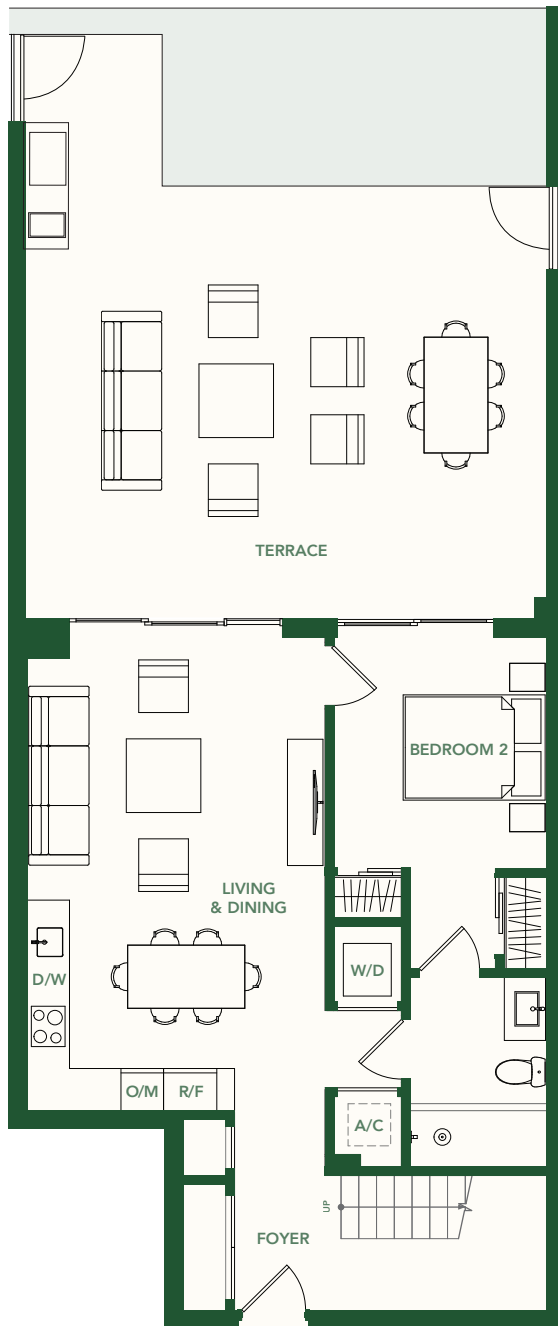 TERRACE
BEDROOM 2
LIVING
& DINING
W/D
D/W
O/M
R/F
A/C
UP
FOYER